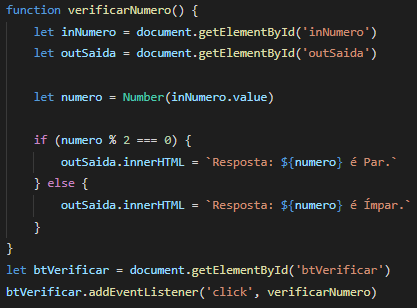 function verificarNumero() {
    let inNumero = document.getElementById('inNumero')
    let outSaida = document.getElementById('outSaida')

    let numero = Number(inNumero.value)

    if (numero % 2 === 0) {
        outSaida.innerHTML = `Resposta: ${numero} é Par.`
    } else {
        outSaida.innerHTML = `Resposta: ${numero} é Ímpar.`
    }
}
let btVerificar = document.getElementById('btVerificar')
btVerificar.addEventListener('click', verificarNumero)